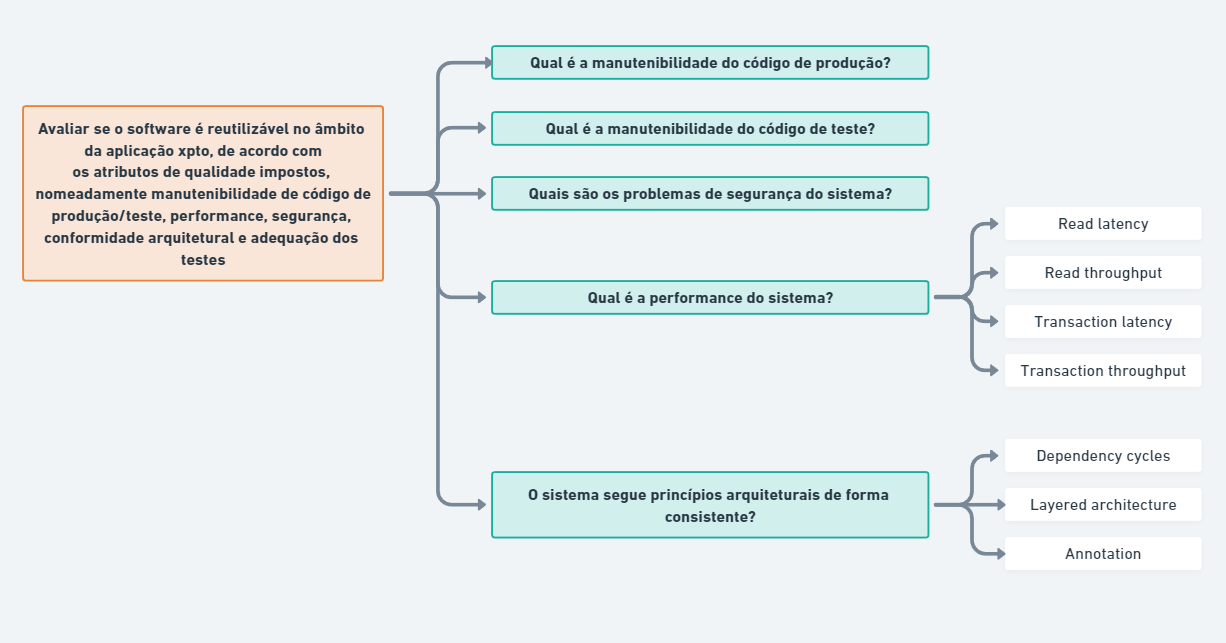 Avaliar se o software é reutilizável no âmbito
da aplicação xpto, de acordo com
os atributos de qualidade impostos,
nomeadamente manutenibilidade de código de
produção/teste, performance, segurança,
conformidade arquitetural e adequação dos
testes
Qual é a manutenibilidade do código de produção?
Qual é a manutenibilidade do código de teste?
Quais são os problemas de segurança do sistema?
Qual é a performance do sistema?
Read latency
Read throughput
Transaction latency
Transaction throughput
O sistema segue princípios arquiteturais de forma
consistente?
Dependency cycles
Layered architecture
Annotation